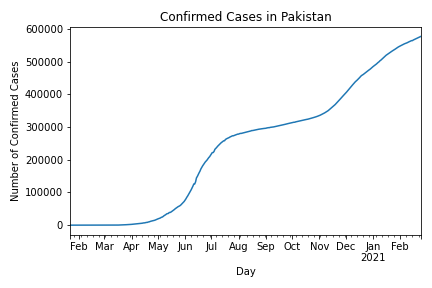 Confirmed Cases in Pakistan
600000
500000
400000
300000
200000
100000
0
Number of Confirmed Cases
Feb Mar Apr May Jun Jul Aug Sep Oct Nov Dec Jan Feb
2021
Day